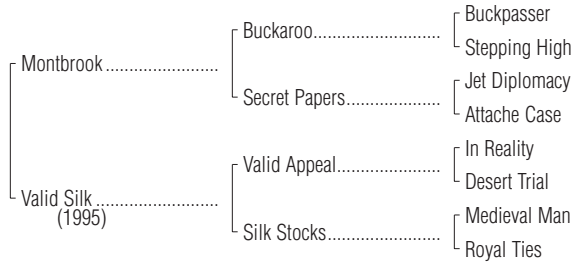 Buckpasser
Buckaroo
Stepping High
Montbrook
Jet Diplomacy
Secret Papers
Attache Case
In Reality
Valid Appeal
Desert Trial
Valid Silk
(1995)
Medieval Man
Silk Stocks
Royal Ties